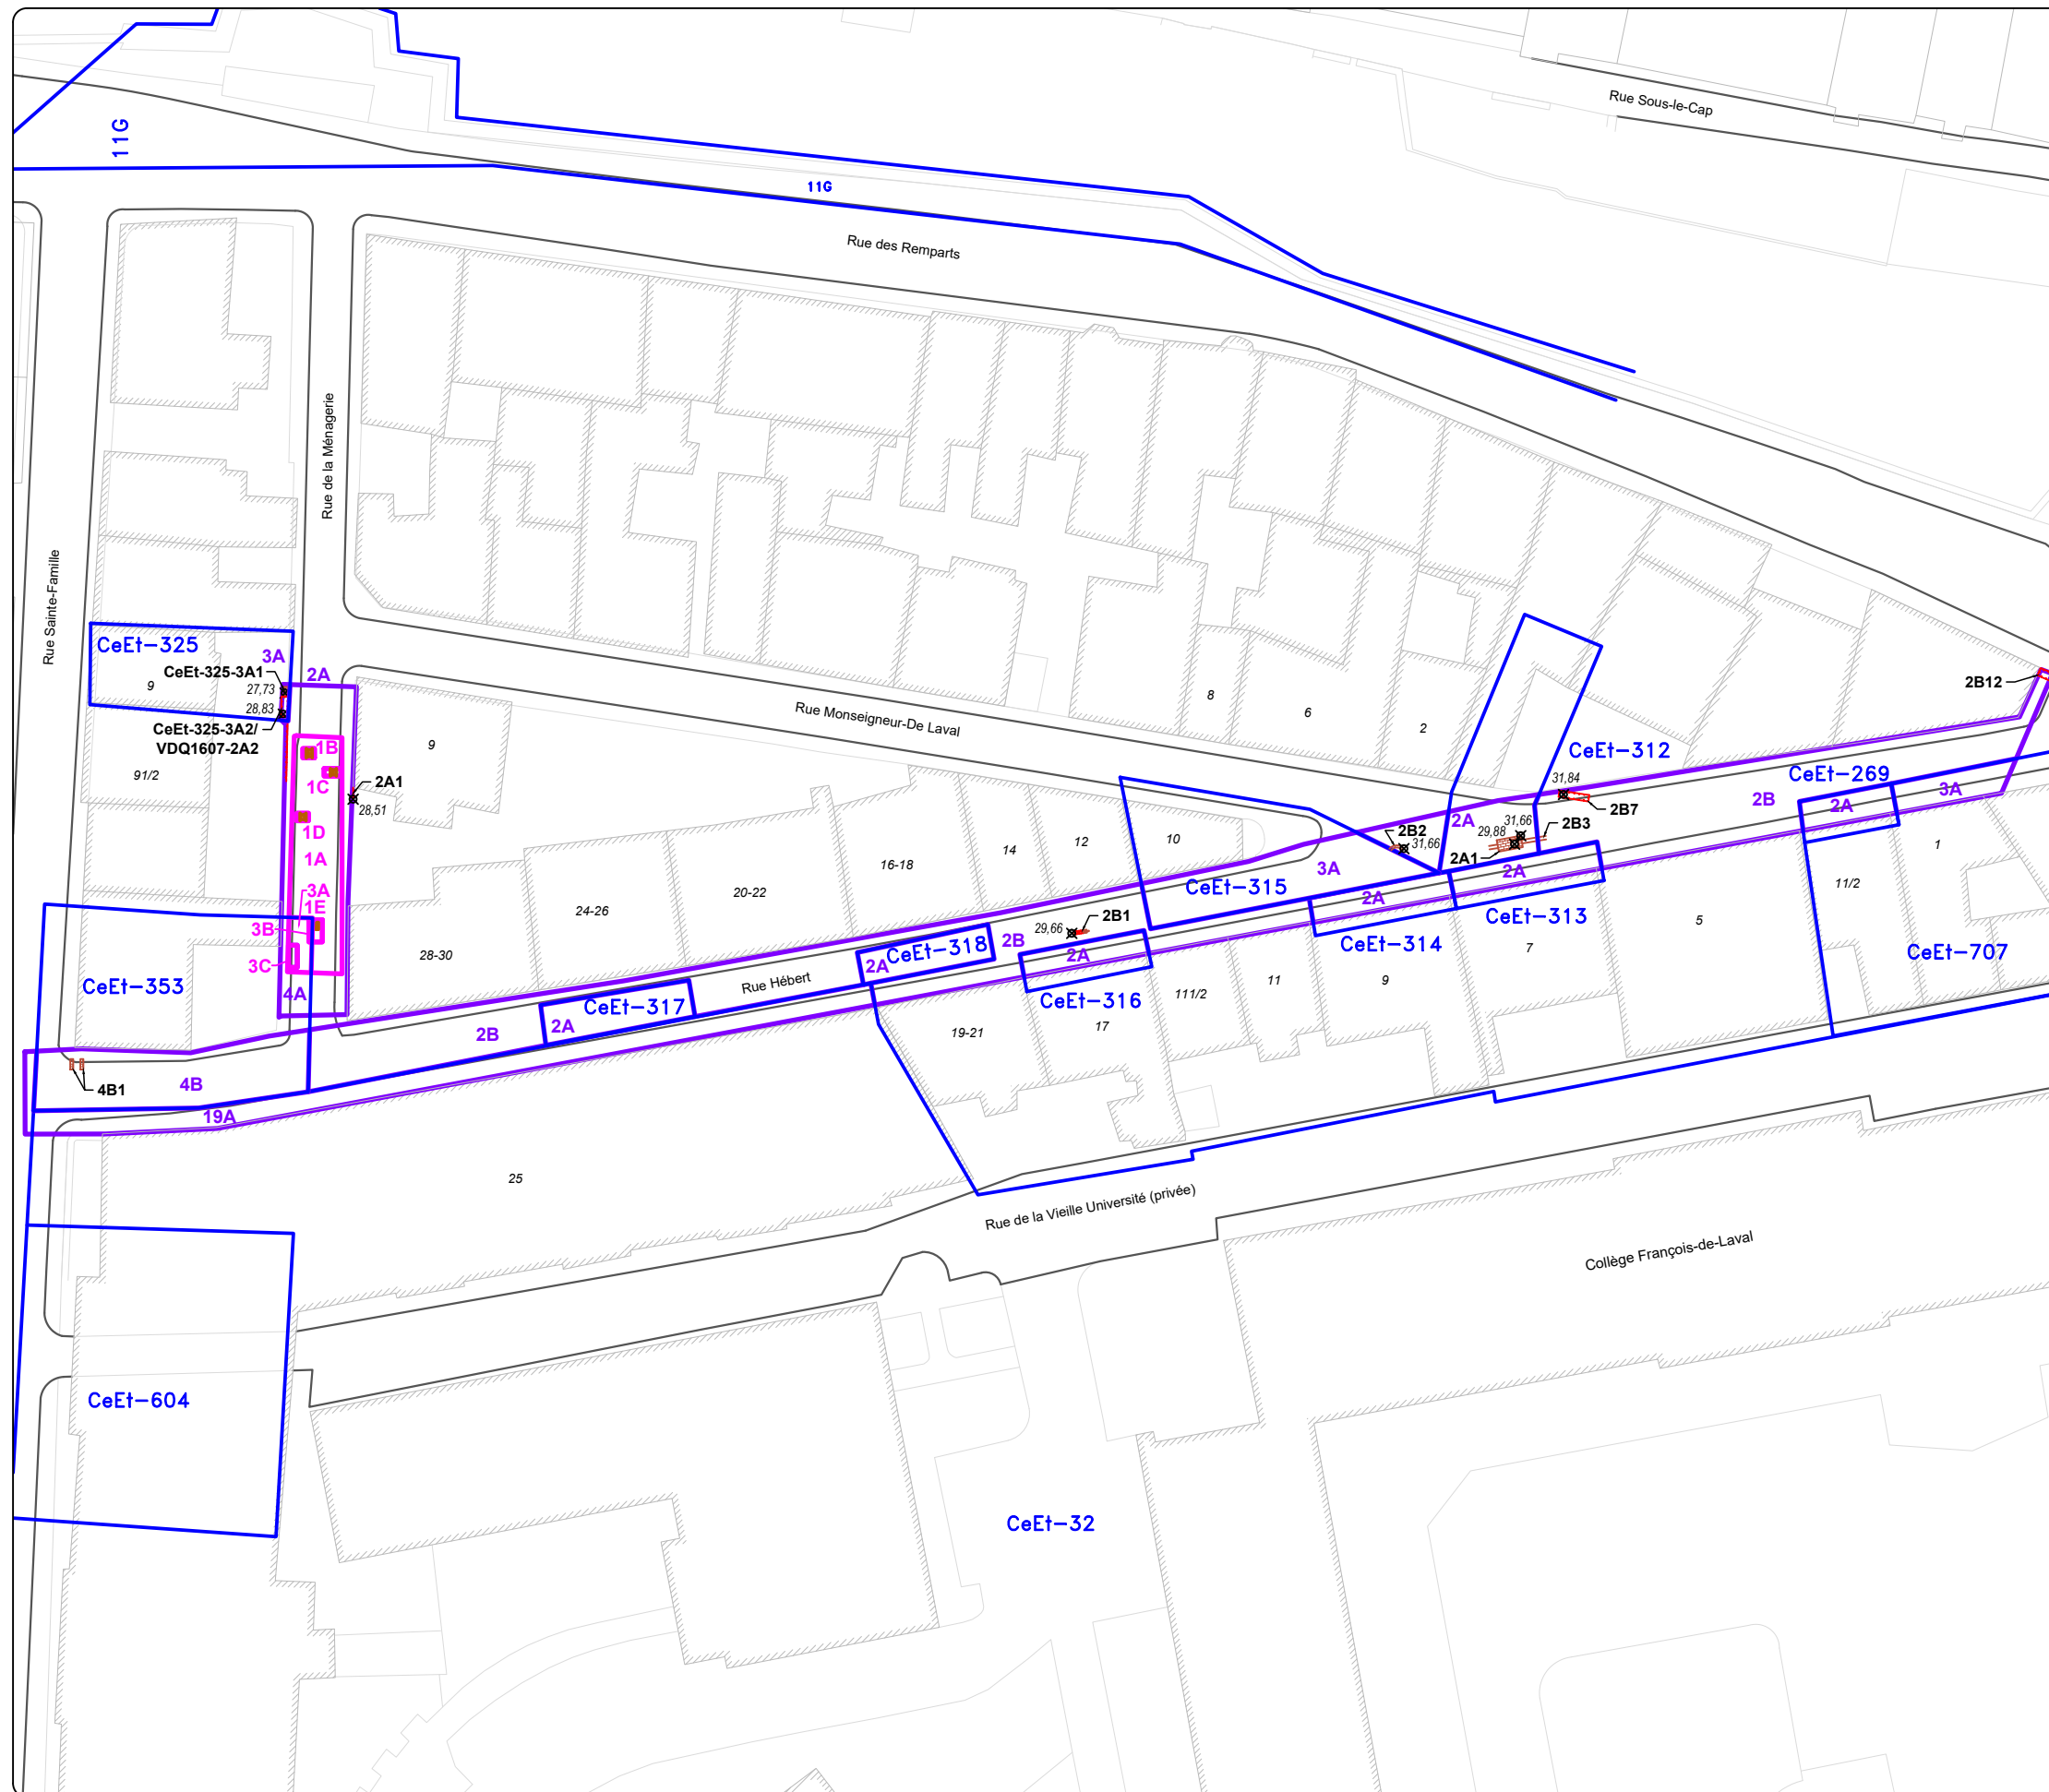 Rue Sous-le-Cap
11G
11G
Rue des Remparts
Rue de la Ménagerie
Rue Sainte-Famille
CeEt-325
3A
CeEt-325-3A1
2A
9
27,73
28,83
CeEt-325-3A2/
VDQ1607-2A2
2B12
8
6
2
Rue Monseigneur-De Laval
9
91/2
1B
1C
2A1
28,51
1D
1A
3A
1E
3B
3C
4A
CeEt-312
31,84
2B7
CeEt-269
2B
2A
3A
2A
31,66
29,88
2B3
2B2
31,66
2A1
10
12
14
16-18
20-22
24-26
28-30
3A
CeEt-315
2A
2A
1
11/2
CeEt-313
CeEt-314
5
7
9
11
111/2
CeEt-707
2B1
29,66
2B
CeEt-318
2A
2A
CeEt-316
17
19-21
Rue Hébert
CeEt-317
2A
2B
CeEt-353
4B
4B1
19A
25
Rue de la Vieille Université (privée)
Collège François-de-Laval
CeEt-604
CeEt-32